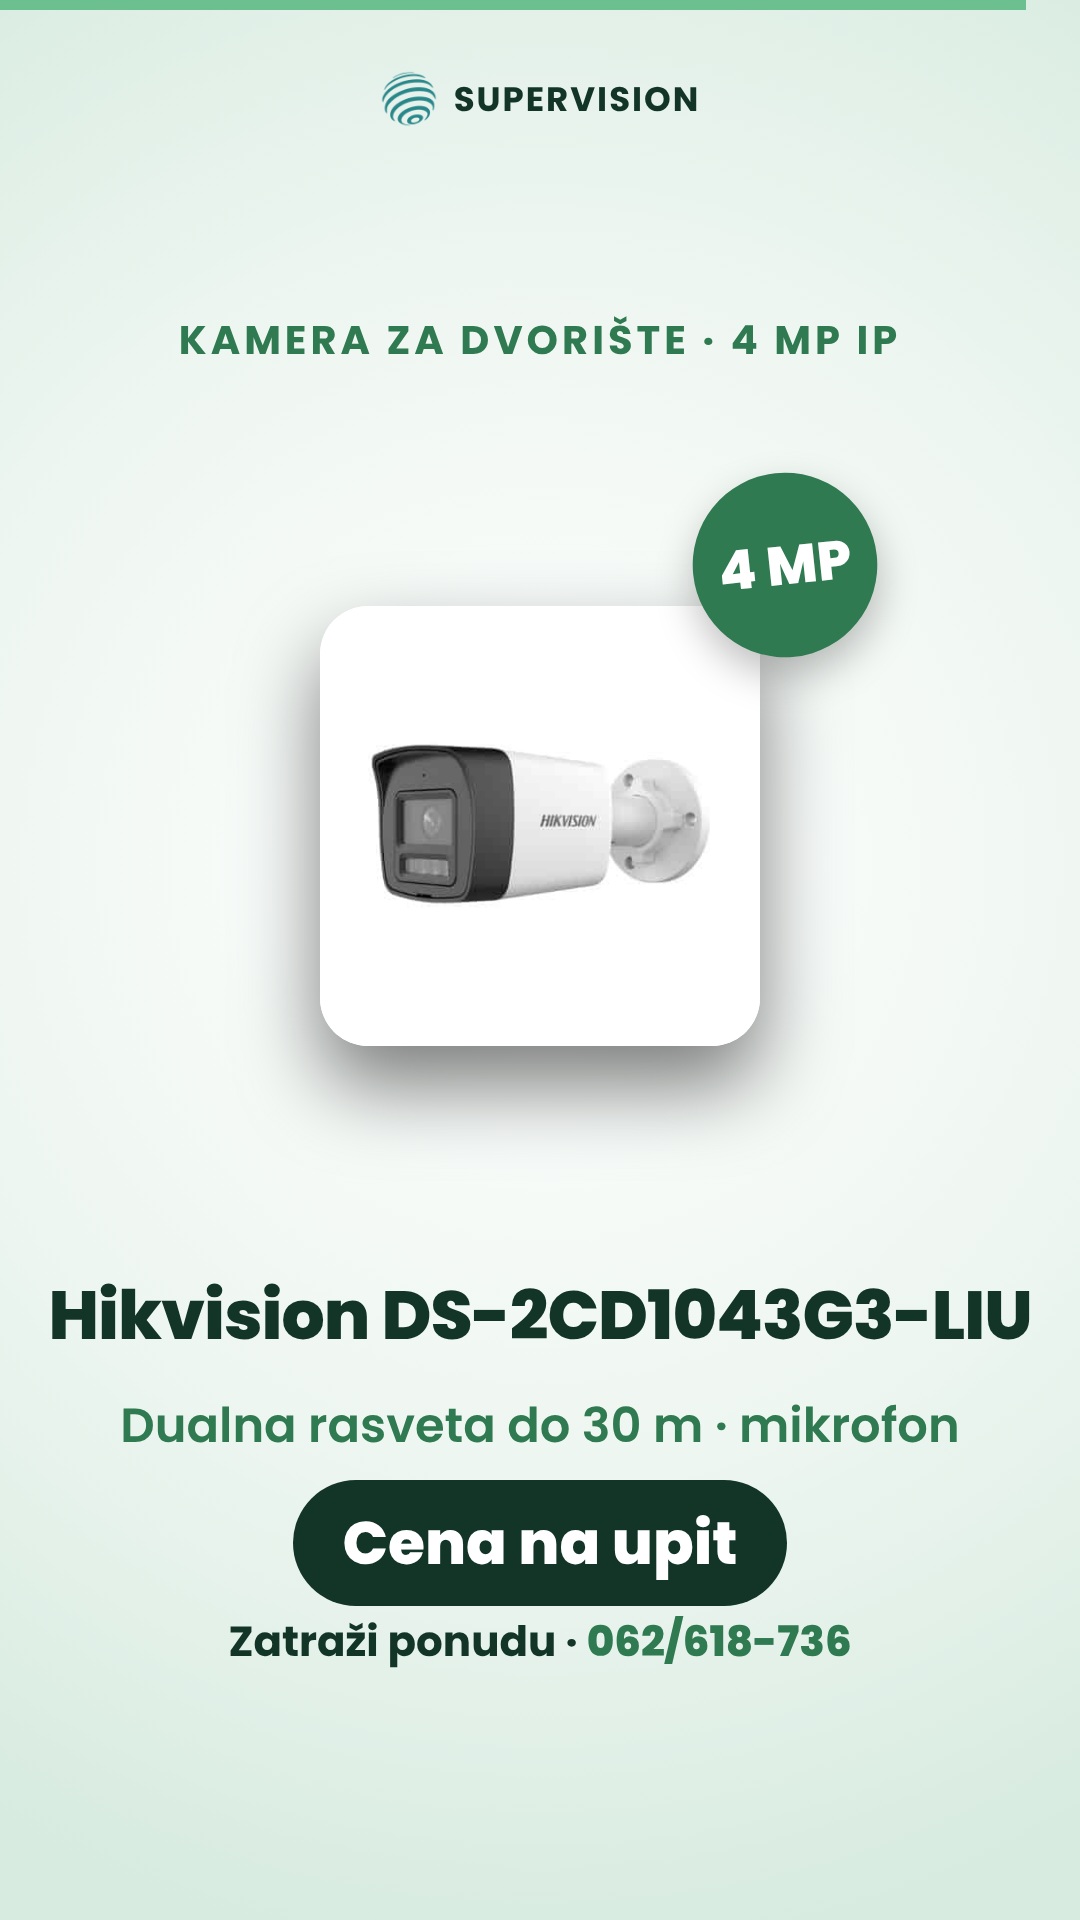 SUPERVISION
KAMERA ZA DVORIŠTE · 4 MP IP
4 MP
HIKVISION
Hikvision DS-2CD1043G3-LIU
Dualna rasveta do 30 m · mikrofon
Cena na upit
Zatraži ponudu · 062/618-736